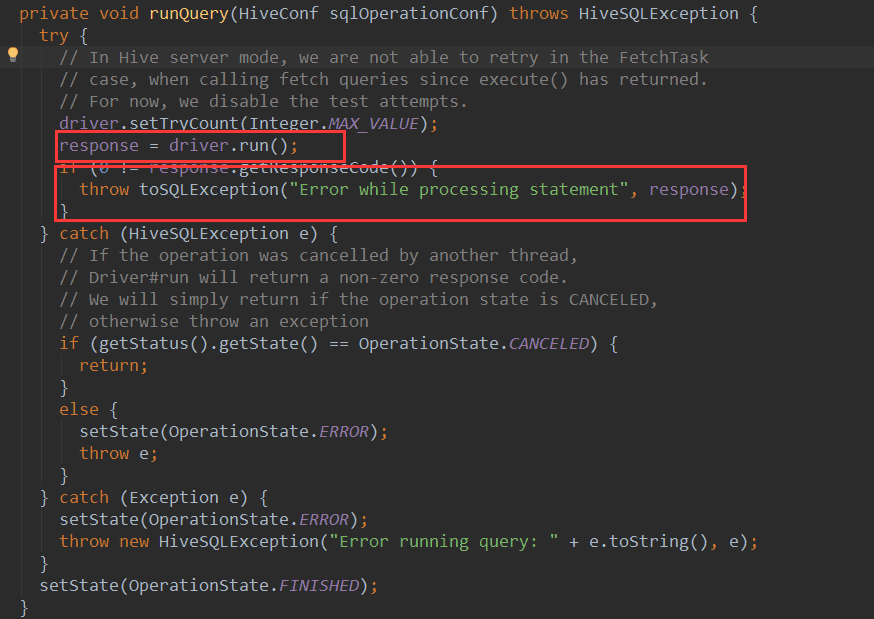 private void runQuery(HiveConf sqlOperationConf) throws HiveSQLException {
try {
// In Hive server mode, we are not able to retry in the FetchTask
// case, when calling fetch queries since execute() has returned.
// For now, we disable the test attempts.
driver.setTryCount(Integer.MAX_VALUE);
response = driver.run();
if (0 != response.getResponseCode()) {
throw toSQLException("Error while processing statement", response);
}
} catch (HiveSQLException e) {
// If the operation was cancelled by another thread,
// Driver#run will return a non-zero response code.
// We will simply return if the operation state is CANCELED,
// otherwise throw an exception
if (getStatus().getState() == OperationState.CANCELED) {
return;
}
else {
setState(OperationState.ERROR);
throw e;
}
} catch (Exception e) {
setState(OperationState.ERROR);
throw new HiveSQLException("Error running query: " + e.toString(), e);
}
setState(OperationState.FINISHED);
}